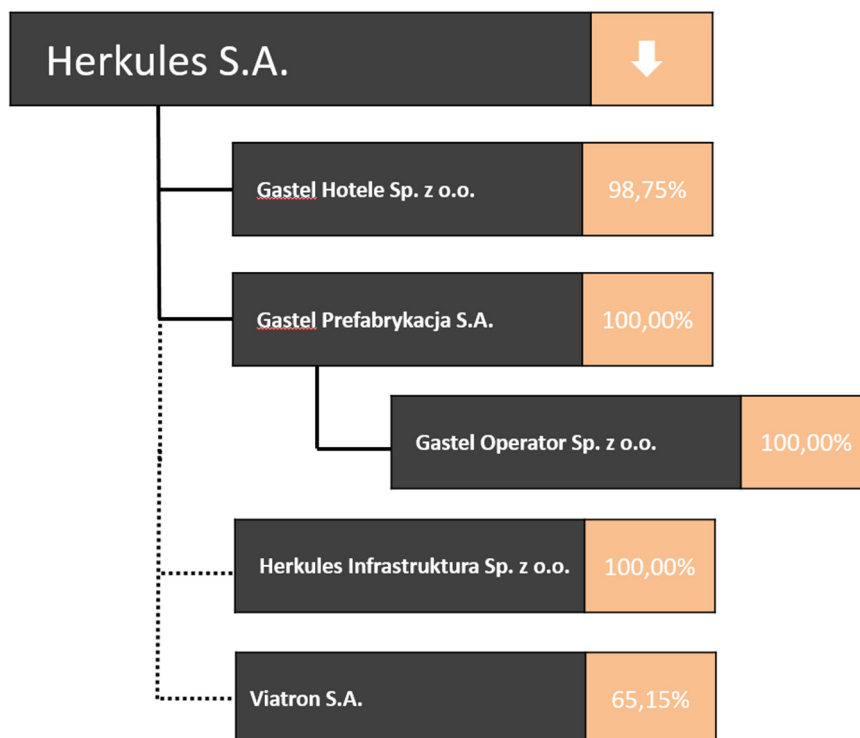 Herkules S.A.
Gastel Hotele Sp. z o.o. 98,75%
Gastel Prefabrykacja S.A. 100,00%
Gastel Operator Sp. z o.o. 100,00%
Herkules Infrastruktura Sp. z o.o. 100,00%
Viatron S.A. 65,15%